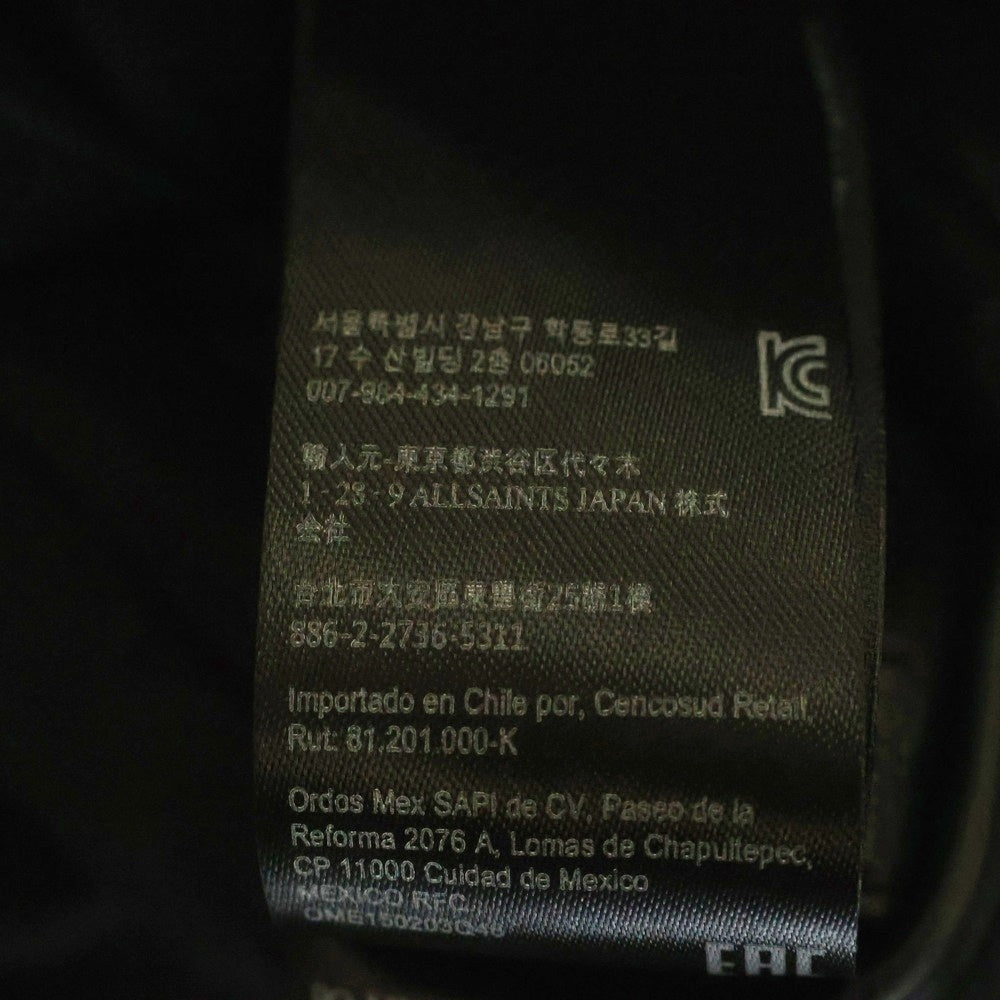 서울특별시 강남구 학동로33길
17 수 산빌딩 2층 06052
007-984-434-1291
KC
輸入元-東京都渋谷区代々木
1-28-9 ALLSAINTS JAPAN 株式
会社
台北市大安區東豐街25號1樓
886-2-2736-5311
Importado en Chile por, Cencosud Retail,
Rut: 81.201.000-K
Ordos Mex SAPI de CV, Paseo de la
Reforma 2076 A, Lomas de Chapultepec,
CP 11000 Cuidad de Mexico
MEXICO RFC
EAC